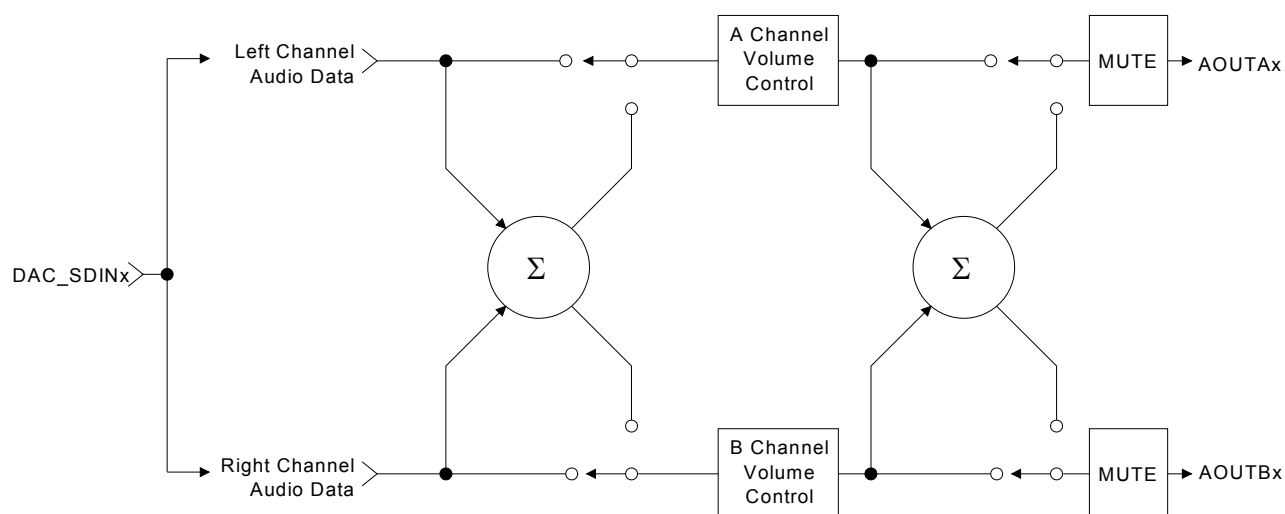 Left Channel
Audio Data
A Channel
Volume
Control
MUTE
AOUTAx
Σ
Σ
DAC_SDINx
Right Channel
Audio Data
B Channel
Volume
Control
MUTE
AOUTBx